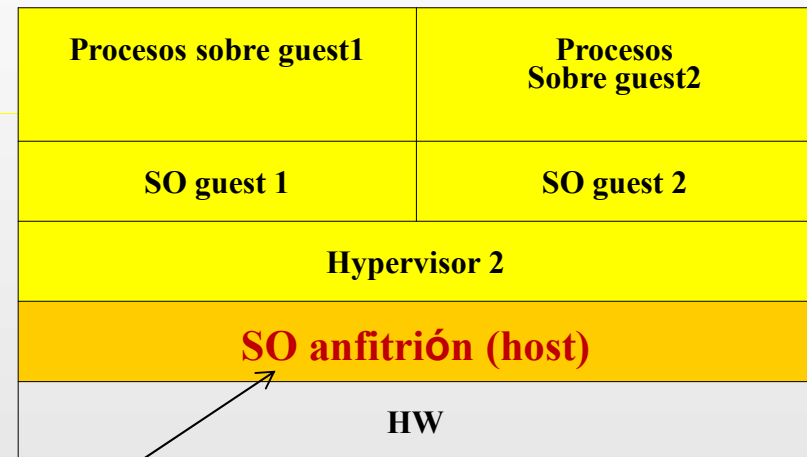 Procesos sobre guest1
Procesos
Sobre guest2
SO guest 1
SO guest 2
Hypervisor 2
SO anfitrión (host)
HW